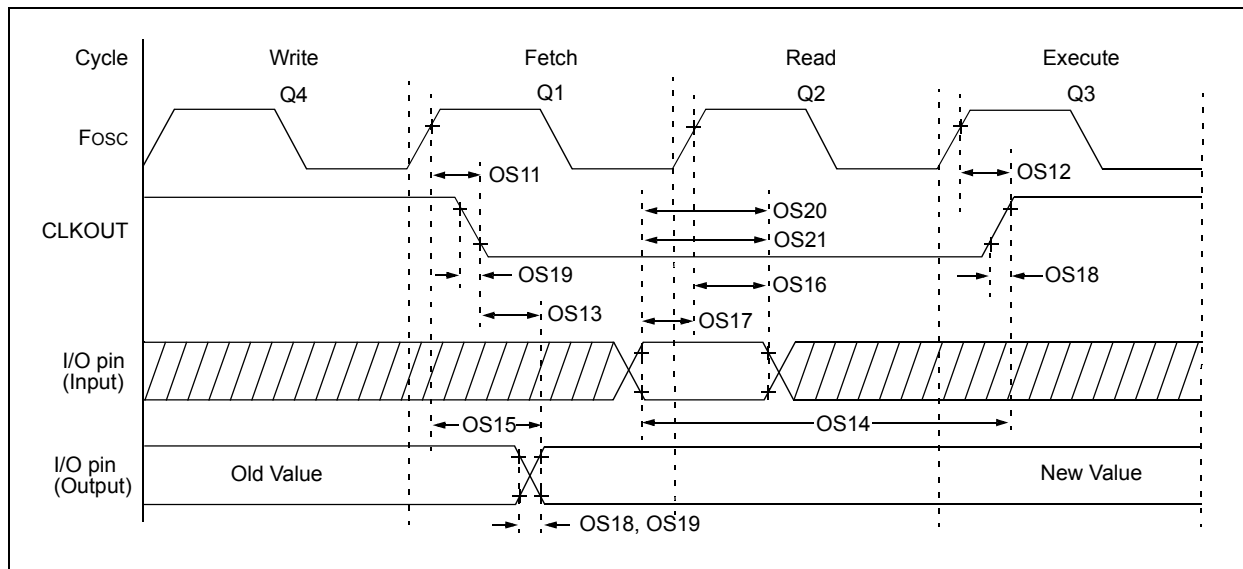 Cycle Write Fetch Read Execute
Q4 Q1 Q2 Q3
FOSC
OS11 OS12
OS20
CLKOUT
OS21
OS19 OS16 OS18
OS13 OS17
I/O pin
(Input)
OS15 OS14
I/O pin
(Output)
Old Value New Value
OS18, OS19